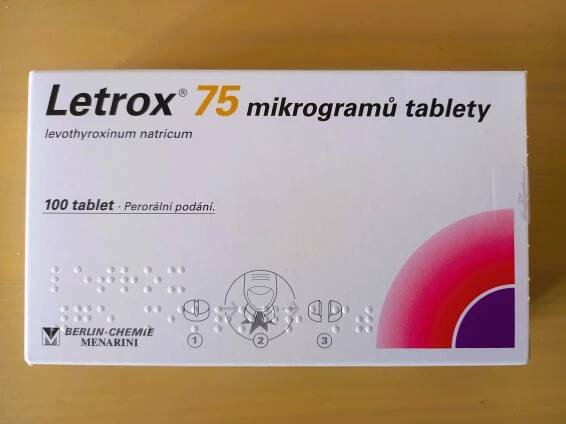 Letrox® 75 mikrogramů tablety
levothyroxinum natricum
100 tablet · Perorální podání.
1 2 3
BERLIN-CHEMIE
MENARINI